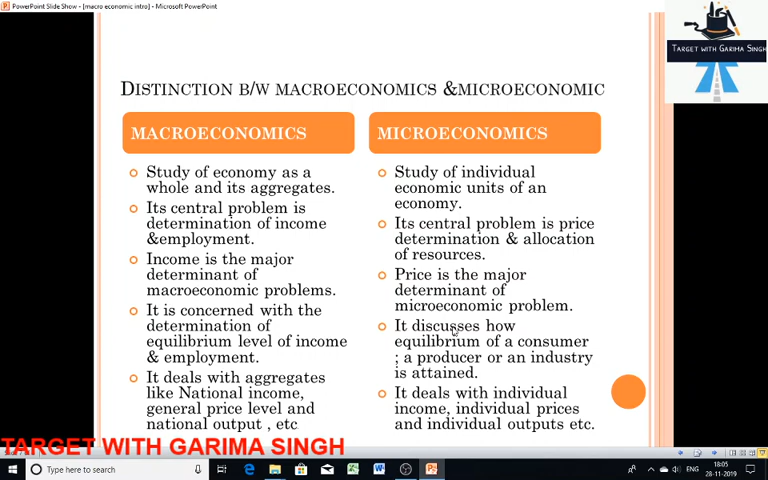 PowerPoint Slide Show - [macro economic intro] - Microsoft PowerPoint
TARGET WITH GARIMA SINGH
DISTINCTION B/W MACROECONOMICS &MICROECONOMIC
MACROECONOMICS
Study of economy as a
whole and its aggregates.
Its central problem is
determination of income
&employment.
Income is the major
determinant of
macroeconomic problems.
It is concerned with the
determination of
equilibrium level of income
& employment.
It deals with aggregates
like National income,
general price level and
national output , etc
MICROECONOMICS
Study of individual
economic units of an
economy.
Its central problem is price
determination & allocation
of resources.
Price is the major
determinant of
microeconomic problem.
It discusses how
equilibrium of a consumer
; a producer or an industry
is attained.
It deals with individual
income, individual prices
and individual outputs etc.
TARGET WITH GARIMA SINGH
Type here to search
ENG
18:05
28-11-2019